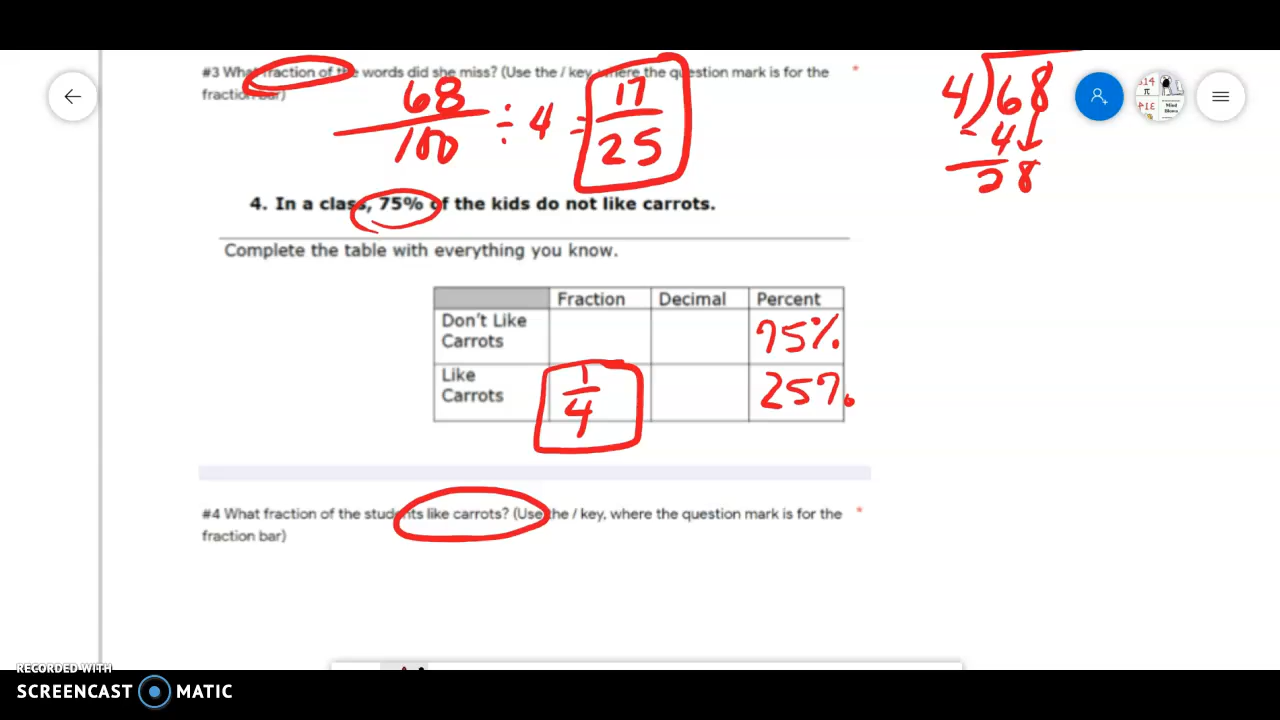 #3 What fraction of the words did she miss? (Use the / key, where the question mark is for the *
fraction bar)
68/100 ÷ 4 = 17/25
4)68
- 4
28
4. In a class, 75% of the kids do not like carrots.
Complete the table with everything you know.
Fraction Decimal Percent
Don't Like Carrots 75%
Like Carrots 1/4 25%
#4 What fraction of the students like carrots? (Use the / key, where the question mark is for the *
fraction bar)
RECORDED WITH
SCREENCAST MATIC